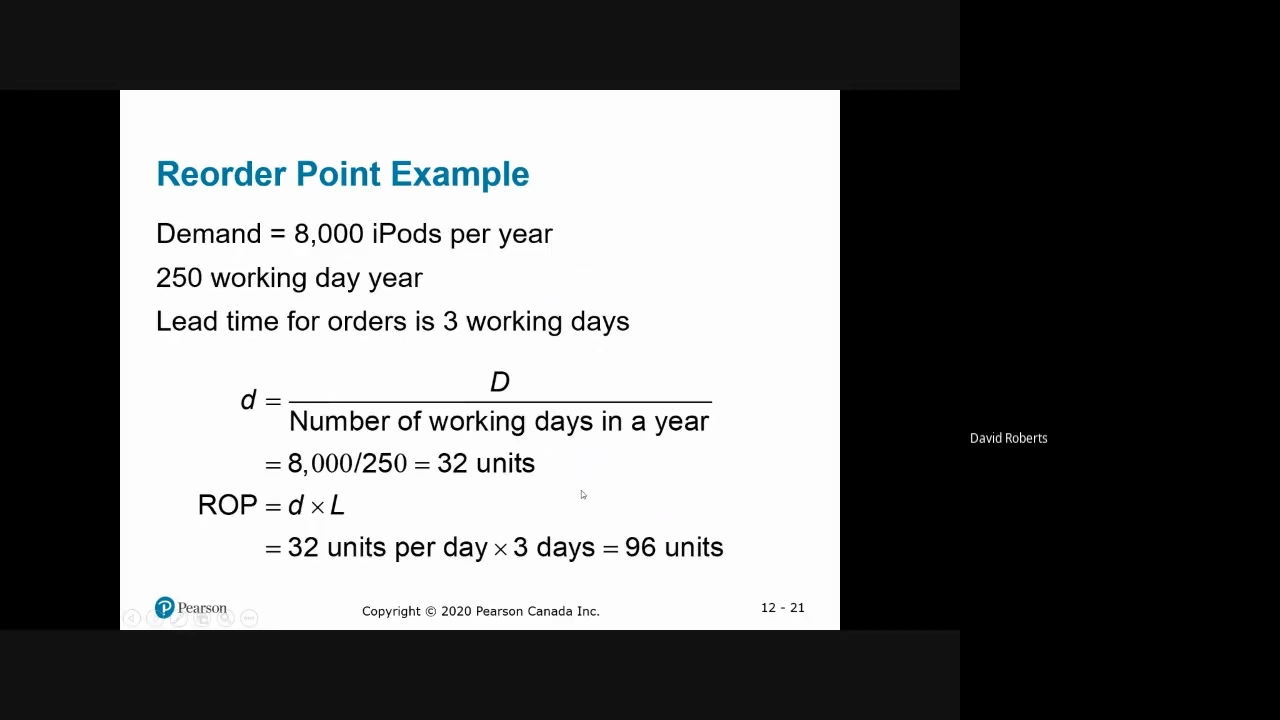 Reorder Point Example
Demand = 8,000 iPods per year
250 working day year
Lead time for orders is 3 working days
D
d =
Number of working days in a year
= 8,000/250 = 32 units
ROP = d × L
= 32 units per day × 3 days = 96 units
P Pearson
Copyright © 2020 Pearson Canada Inc.
12 - 21
David Roberts